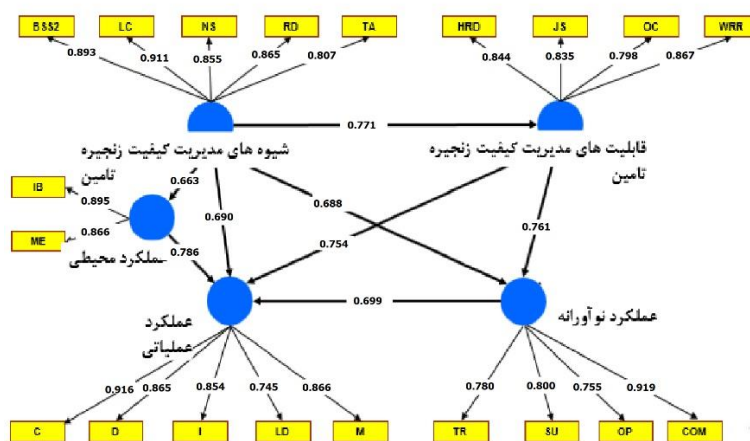 BSS2 LC NS RD TA HRD JS OC WRR
0.893 0.911 0.855 0.865 0.807 0.844 0.835 0.798 0.867
0.771
شیوه های مدیریت کیفیت زنجیره
تامین
قابلیت های مدیریت کیفیت زنجیره
تامین
IB
0.895
0.663
ME
0.866
0.690
0.688
0.754
0.761
0.786
عملکرد محیطی
0.699
عملکرد
عملیاتی
عملکرد نوآورانه
0.916 0.865 0.854 0.745 0.866 0.780 0.800 0.755 0.919
C D I LD M TR SU OP COM